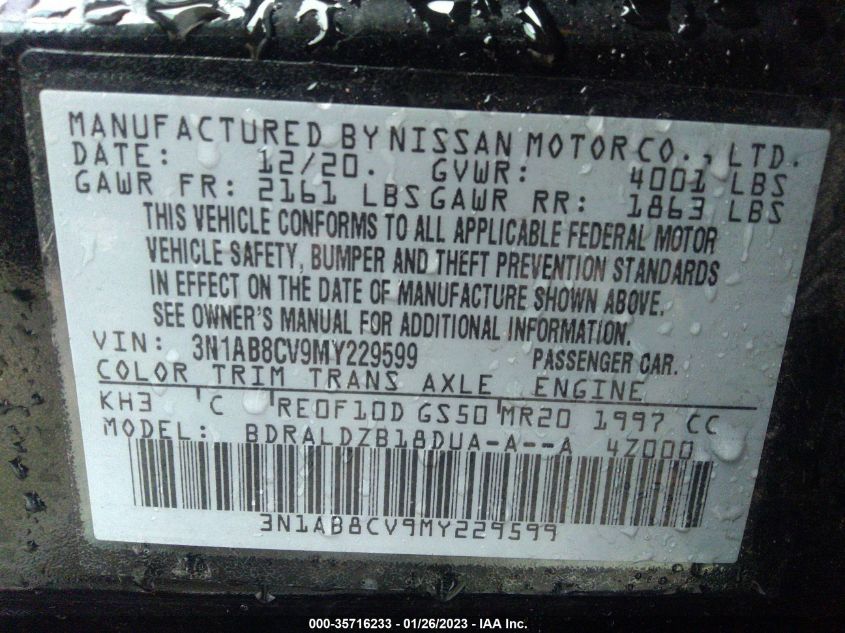 MANUFACTURED BY NISSAN MOTOR CO., LTD.
DATE: 12/20. GVWR: 4001 LBS
GAWR FR: 2161 LBS GAWR RR: 1863 LBS
THIS VEHICLE CONFORMS TO ALL APPLICABLE FEDERAL MOTOR
VEHICLE SAFETY, BUMPER AND THEFT PREVENTION STANDARDS
IN EFFECT ON THE DATE OF MANUFACTURE SHOWN ABOVE.
SEE OWNER'S MANUAL FOR ADDITIONAL INFORMATION.
VIN: 3N1AB8CV9MY229599 PASSENGER CAR.
COLOR TRIM TRANS AXLE ENGINE
KH3 'C RE0F10D GS50'MR20 1997 CC
MODEL: BDRALDZB18DUA-A--A 4Z000
3N1AB8CV9MY229599
000-35716233 - 01/26/2023 - IAA Inc.